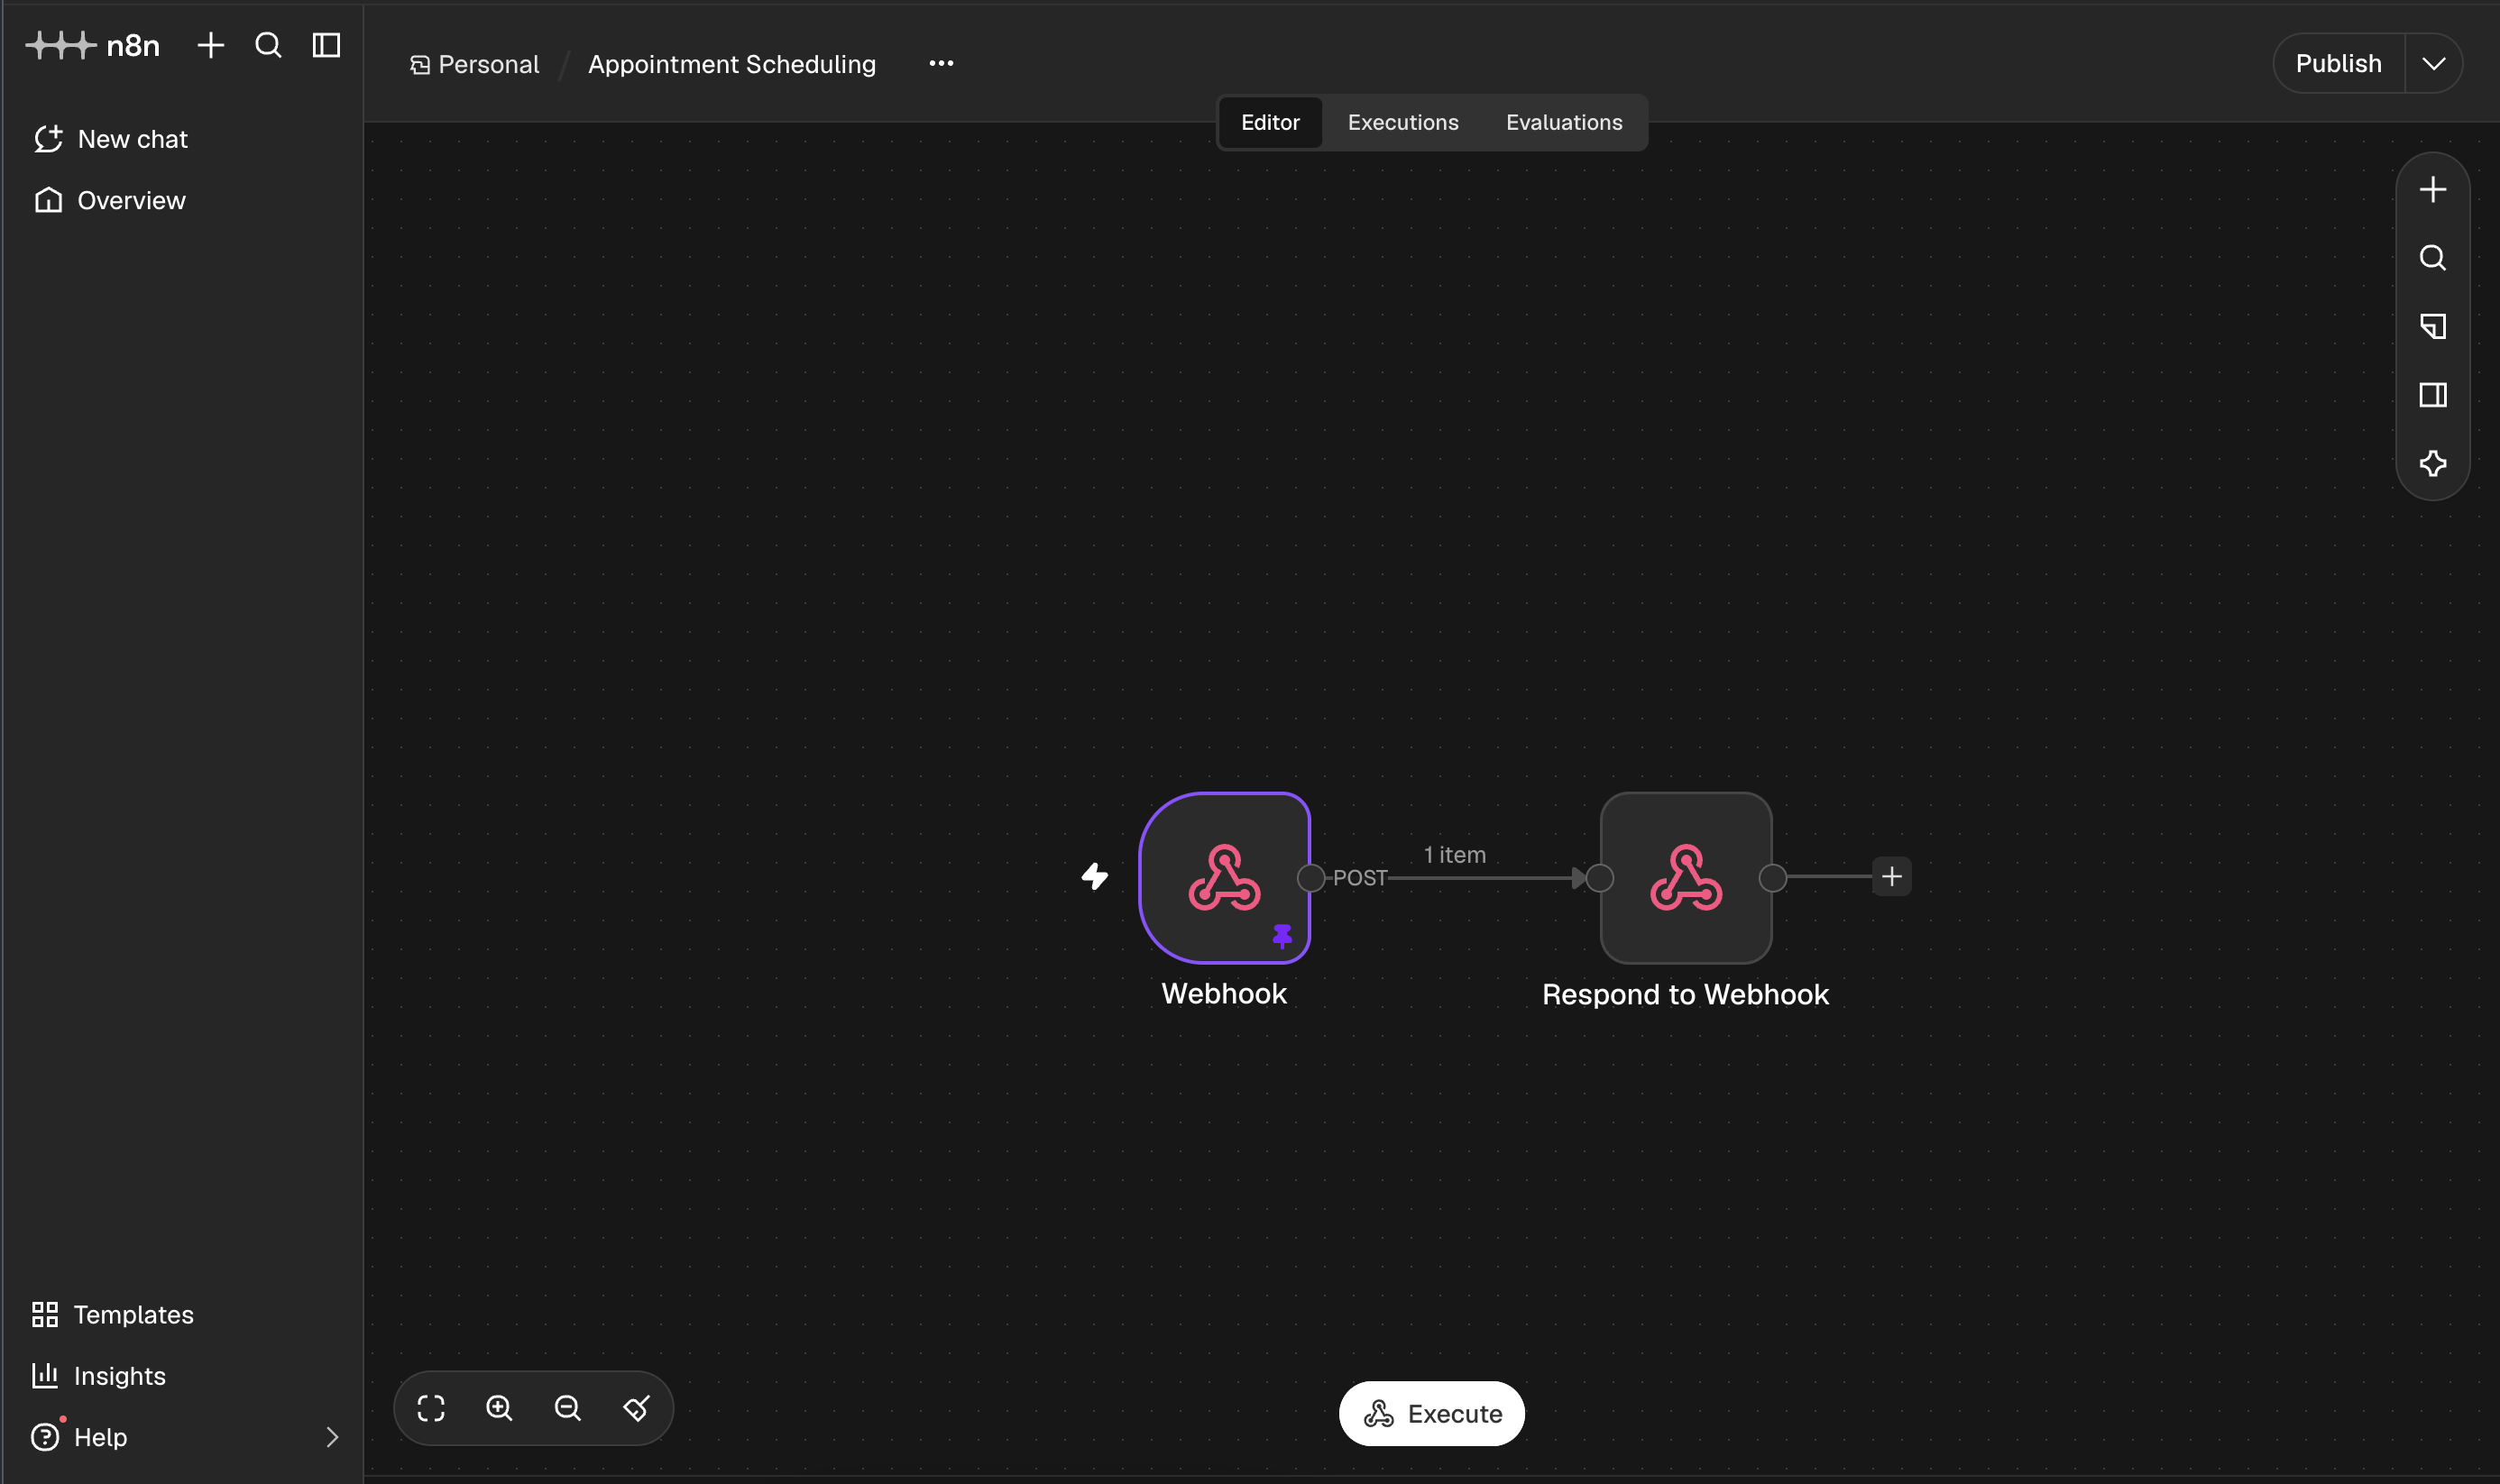 n8n
Personal / Appointment Scheduling
Publish
Editor
Executions
Evaluations
New chat
Overview
1 item
POST
Webhook
Respond to Webhook
Templates
Insights
Help
Execute